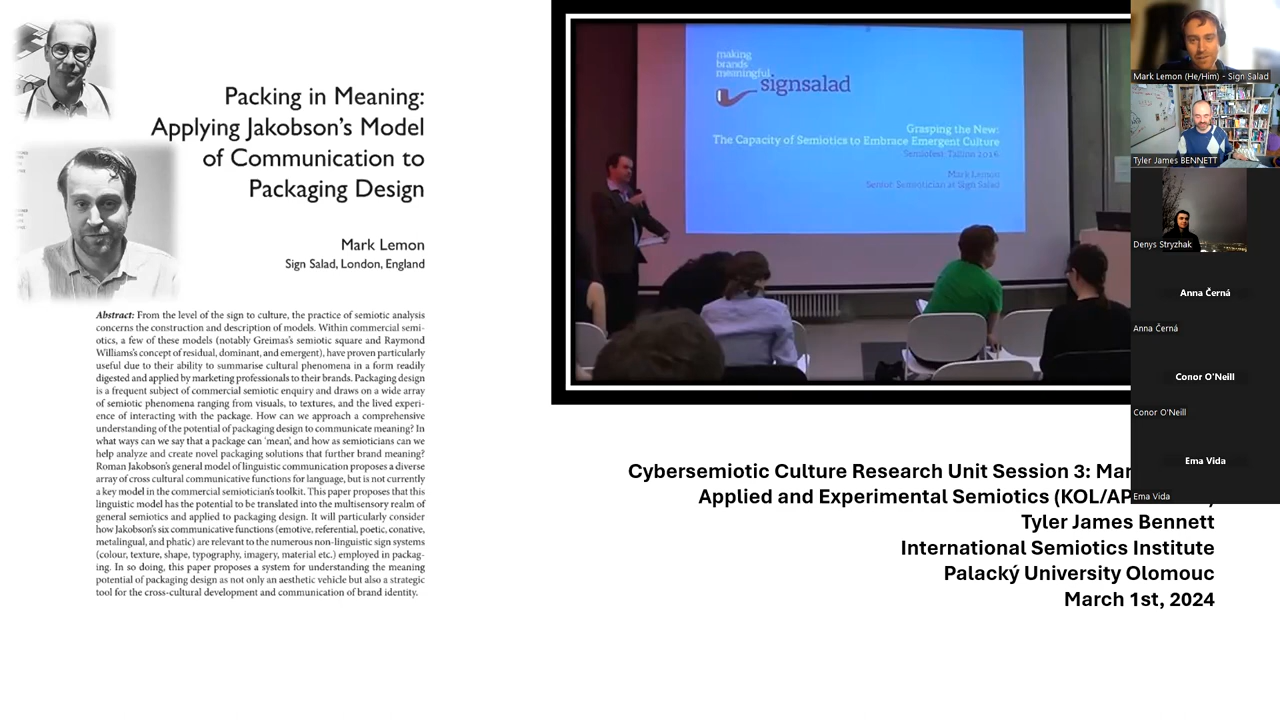 Packing in Meaning:
Applying Jakobson's Model
of Communication to
Packaging Design
Mark Lemon
Sign Salad, London, England
Abstract: From the level of the sign to culture, the practice of semiotic analysis
concerns the construction and description of models. Within commercial semi-
otics, a few of these models (notably Greimas's semiotic square and Raymond
Williams's concept of residual, dominant, and emergent), have proven particularly
useful due to their ability to summarise cultural phenomena in a form readily
digested and applied by marketing professionals to their brands. Packaging design
is a frequent subject of commercial semiotic enquiry and draws on a wide array
of semiotic phenomena ranging from visuals, to textures, and the lived experi-
ence of interacting with the package. How can we approach a comprehensive
understanding of the potential of packaging design to communicate meaning? In
what ways can we say that a package can 'mean', and how as semioticians can we
help analyze and create novel packaging solutions that further brand meaning?
Roman Jakobson's general model of linguistic communication proposes a diverse
array of cross cultural communicative functions for language, but is not currently
a key model in the commercial semiotician's toolkit. This paper proposes that this
linguistic model has the potential to be translated into the multisensory realm of
general semiotics and applied to packaging design. It will particularly consider
how Jakobson's six communicative functions (emotive, referential, poetic, conative,
metalingual, and phatic) are relevant to the numerous non-linguistic sign systems
(colour, texture, shape, typography, imagery, material etc.) employed in packag-
ing. In so doing, this paper proposes a system for understanding the meaning
potential of packaging design as not only an aesthetic vehicle but also a strategic
tool for the cross-cultural development and communication of brand identity.
making
brands
meaningful
signsalad
Grasping the New:
The Capacity of Semiotics to Embrace Emergent Culture
Semiofest Tallinn 2016
Mark Lemon
Senior Semiotician at Sign Salad
Cybersemiotic Culture Research Unit Session 3: Mar
Applied and Experimental Semiotics (KOL/AP
Tyler James Bennett
International Semiotics Institute
Palacký University Olomouc
March 1st, 2024
Mark Lemon (He/Him) - Sign Salad
Tyler James BENNETT
Denys Stryzhak
Anna Černá
Anna Černá
Conor O'Neill
Conor O'Neill
Ema Vida
Ema Vida